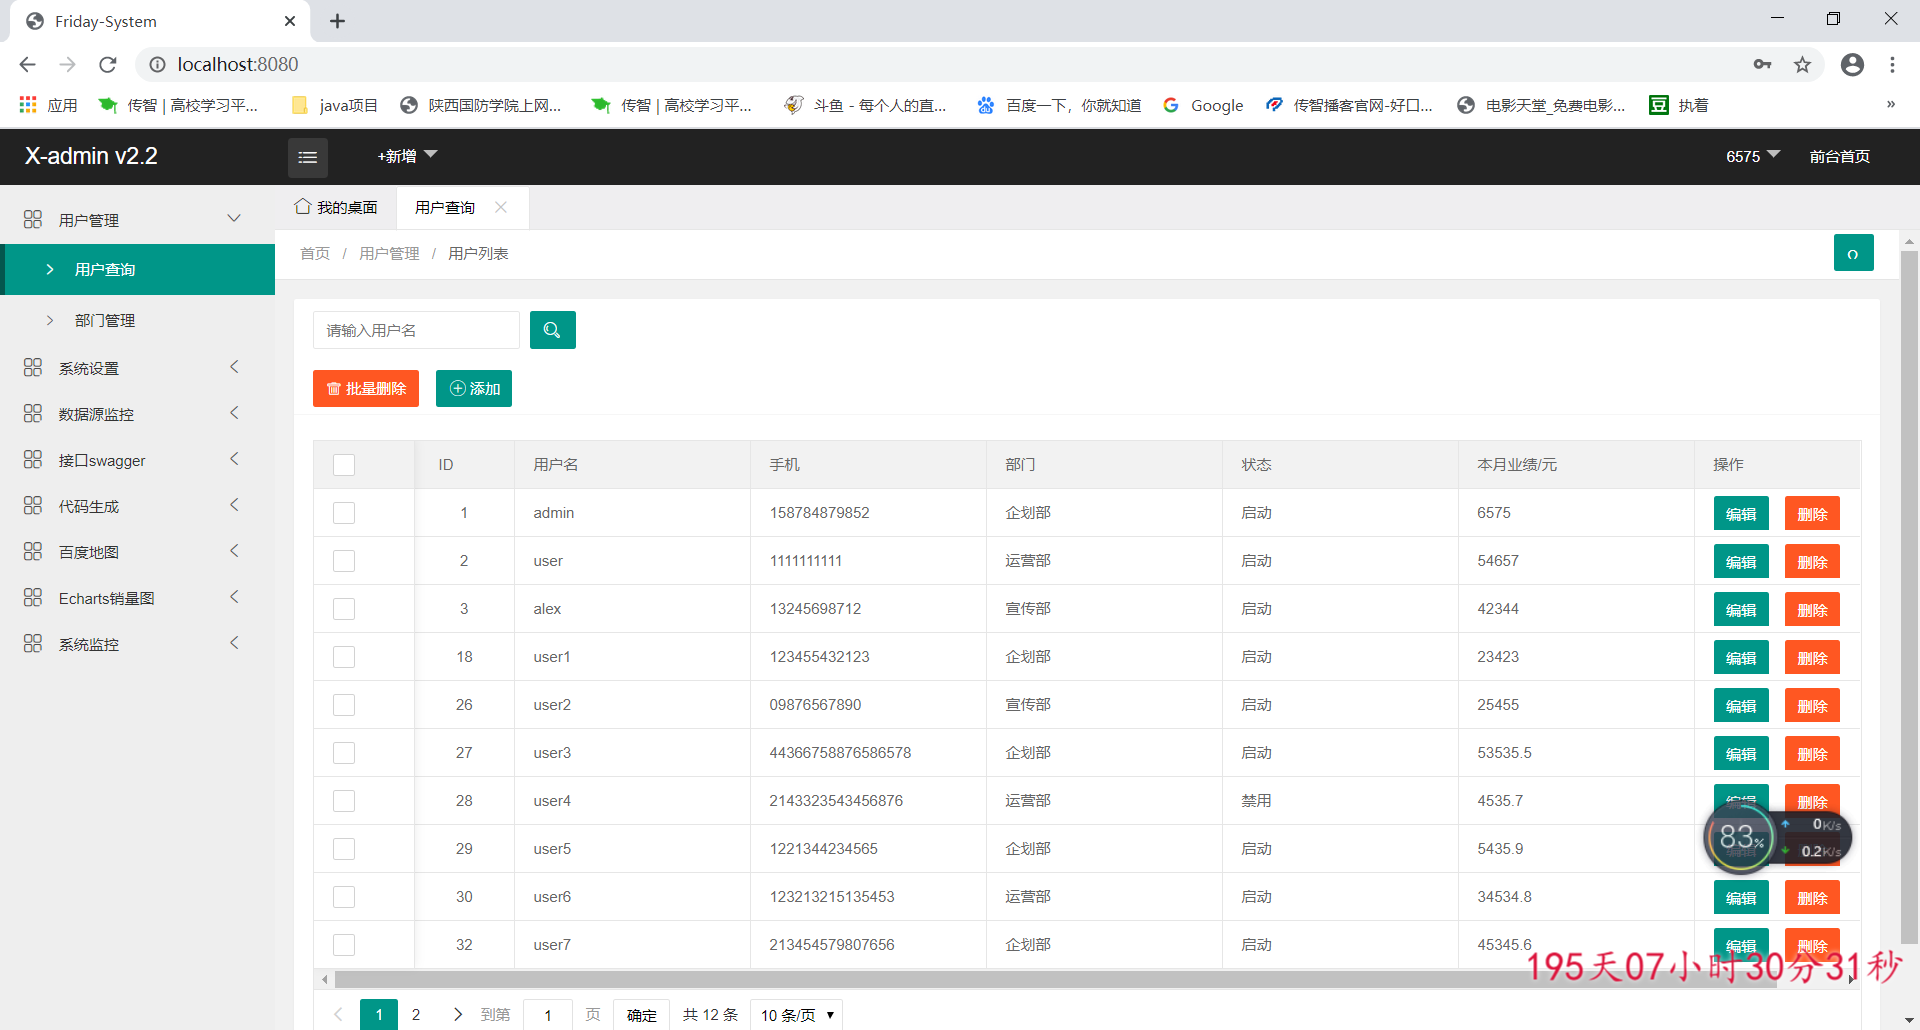 Friday-System
localhost:8080
应用 传智 | 高校学习平... java项目 陕西国防学院上网... 传智 | 高校学习平... 斗鱼 - 每个人的直... 百度一下，你就知道 Google 传智播客官网-好口... 电影天堂_免费电影... 执着 »
X-admin v2.2 +新增 6575 前台首页
用户管理
用户查询
部门管理
系统设置
数据源监控
接口swagger
代码生成
百度地图
Echarts销量图
系统监控
我的桌面 用户查询
首页 / 用户管理 / 用户列表
请输入用户名
批量删除 添加
ID 用户名 手机 部门 状态 本月业绩/元 操作
1 admin 158784879852 企划部 启动 6575 编辑 删除
2 user 1111111111 运营部 启动 54657 编辑 删除
3 alex 13245698712 宣传部 启动 42344 编辑 删除
18 user1 123455432123 企划部 启动 23423 编辑 删除
26 user2 09876567890 宣传部 启动 25455 编辑 删除
27 user3 44366758876586578 企划部 启动 53535.5 编辑 删除
28 user4 2143323543456876 运营部 禁用 4535.7 编辑 删除
29 user5 1221344234565 企划部 启动 5435.9
83% 0K/s
0.2K/s
30 user6 123213215135453 运营部 启动 34534.8 编辑 删除
32 user7 213454579807656 企划部 启动 45345.6 编辑 删除
195天07小时30分31秒
1 2 到第 1 页 确定 共 12 条 10 条/页